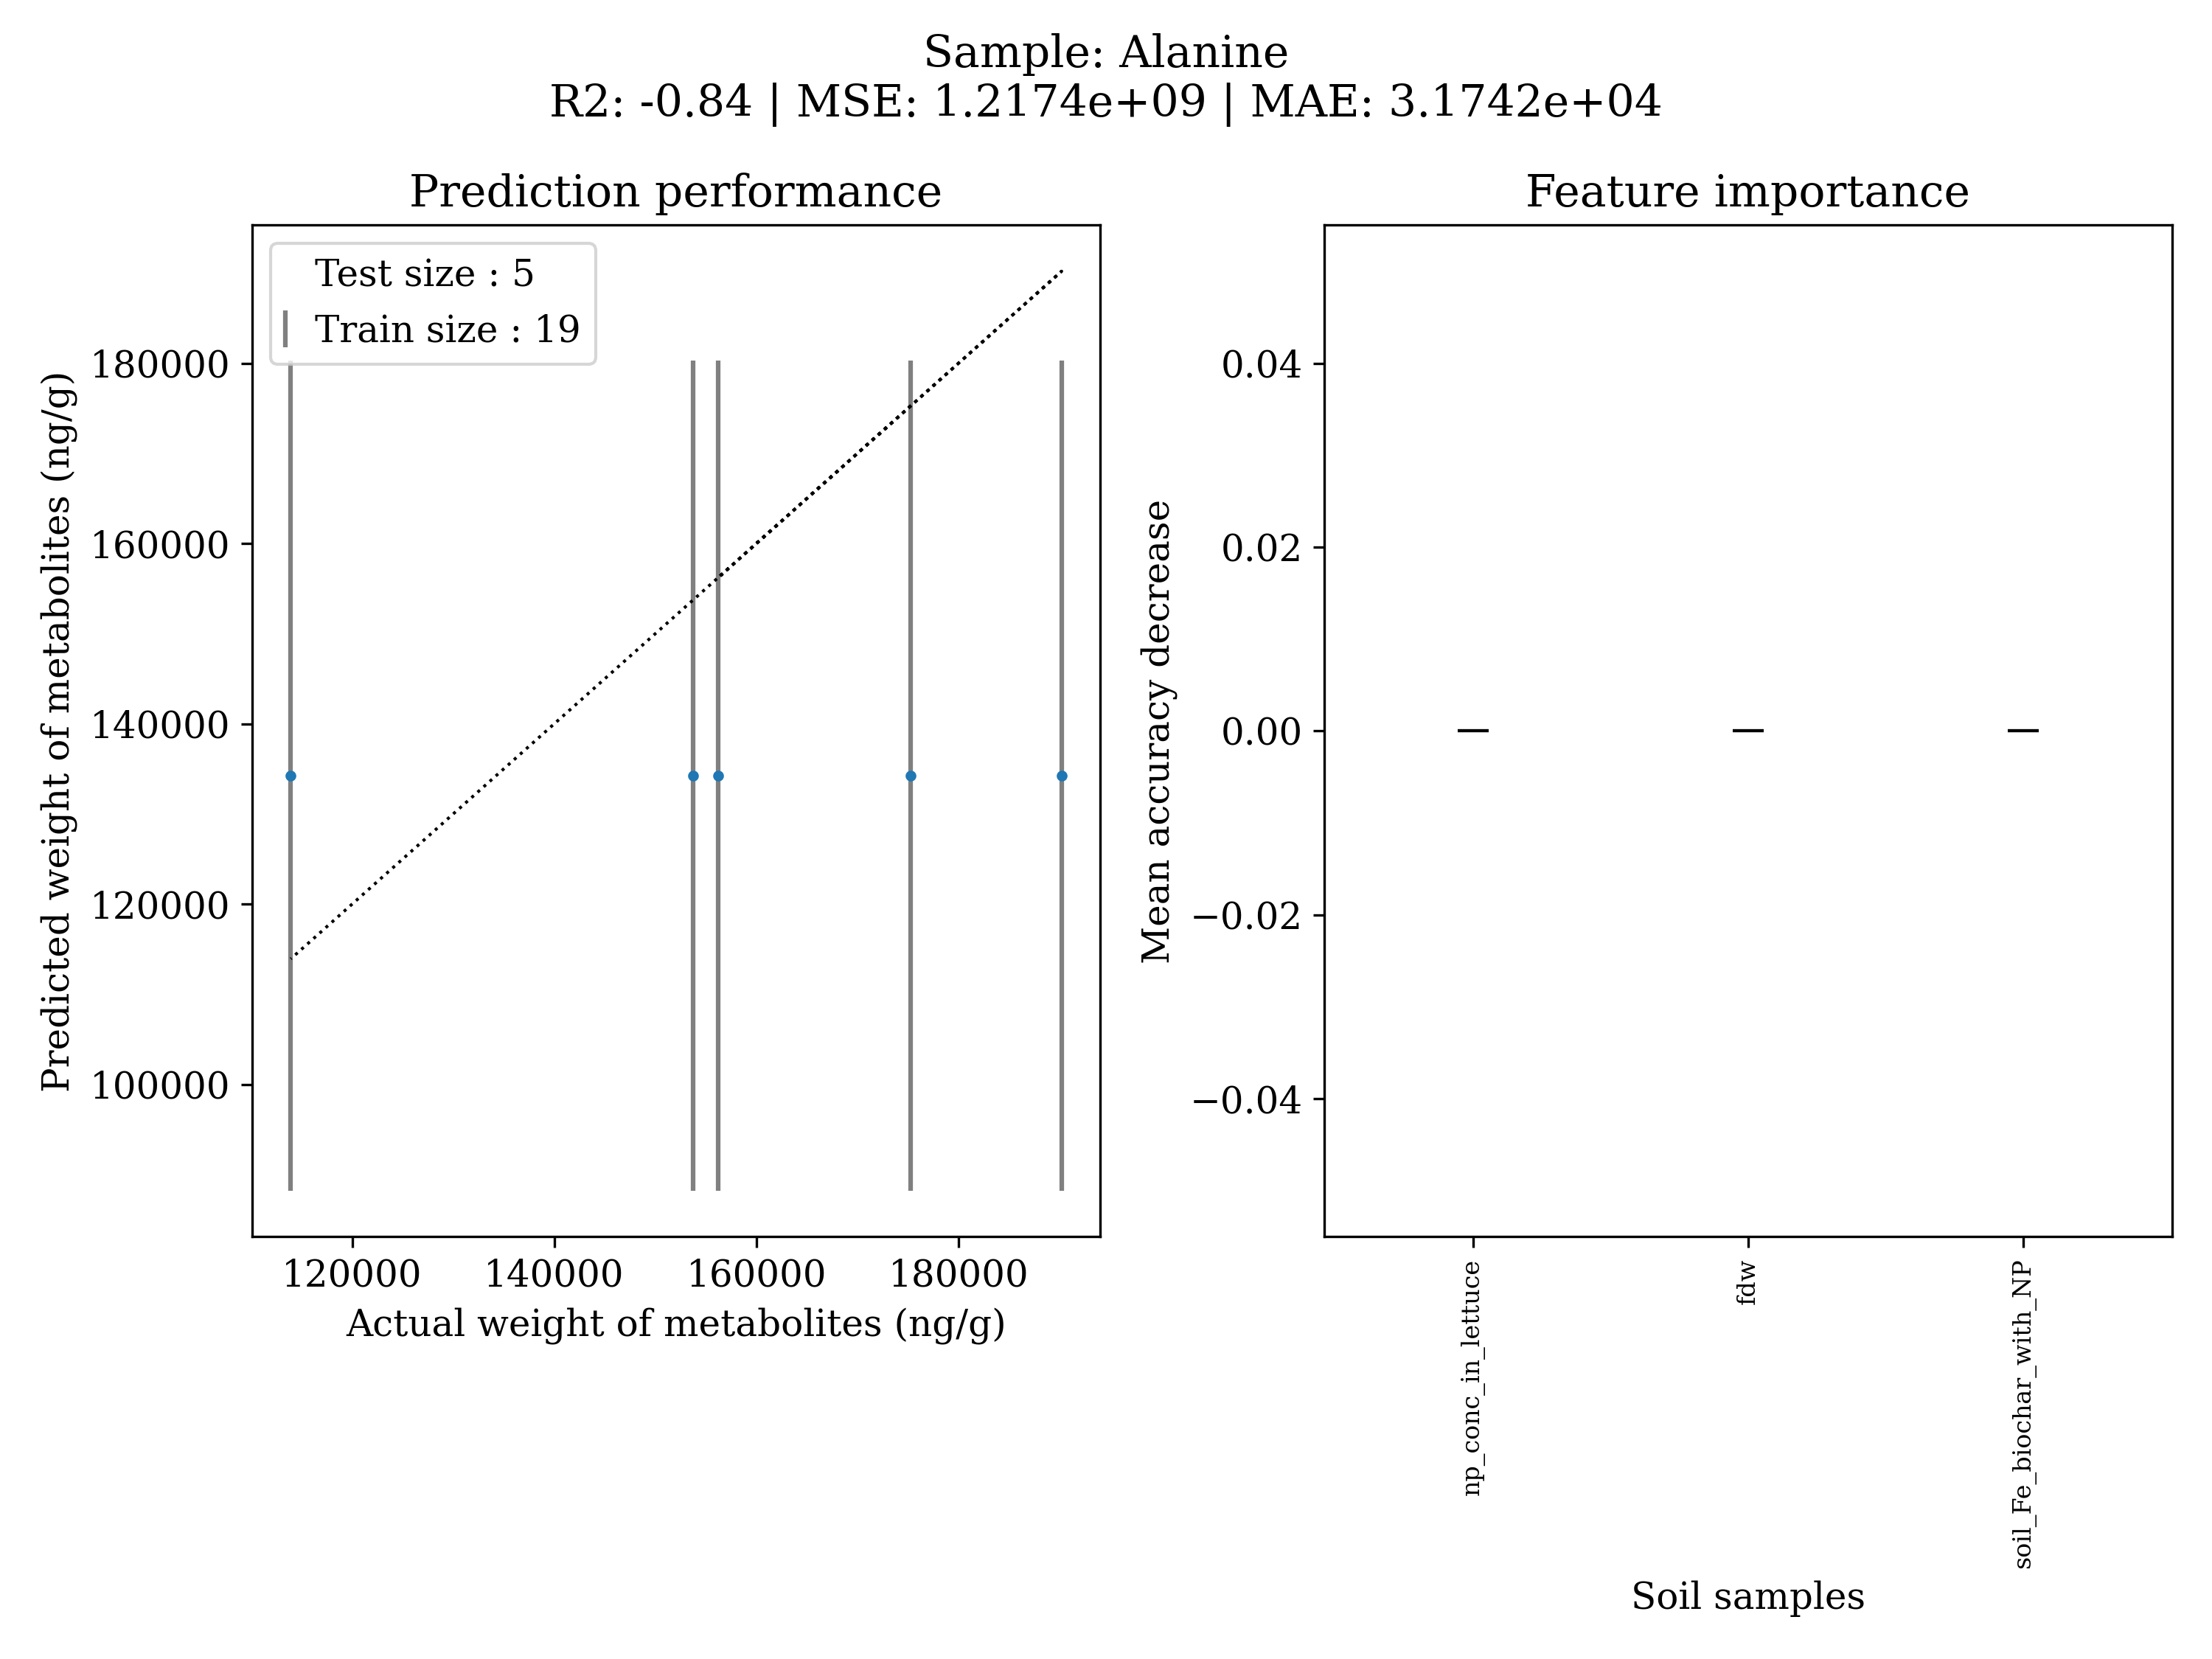 Sample: Alanine
R2: -0.84 | MSE: 1.2174e+09 | MAE: 3.1742e+04
Prediction performance
Test size : 5
Train size : 19
180000
160000
140000
120000
100000
Predicted weight of metabolites (ng/g)
120000 140000 160000 180000
Actual weight of metabolites (ng/g)
Feature importance
0.04
0.02
0.00
−0.02
−0.04
Mean accuracy decrease
np_conc_in_lettuce
fdw
soil_Fe_biochar_with_NP
Soil samples